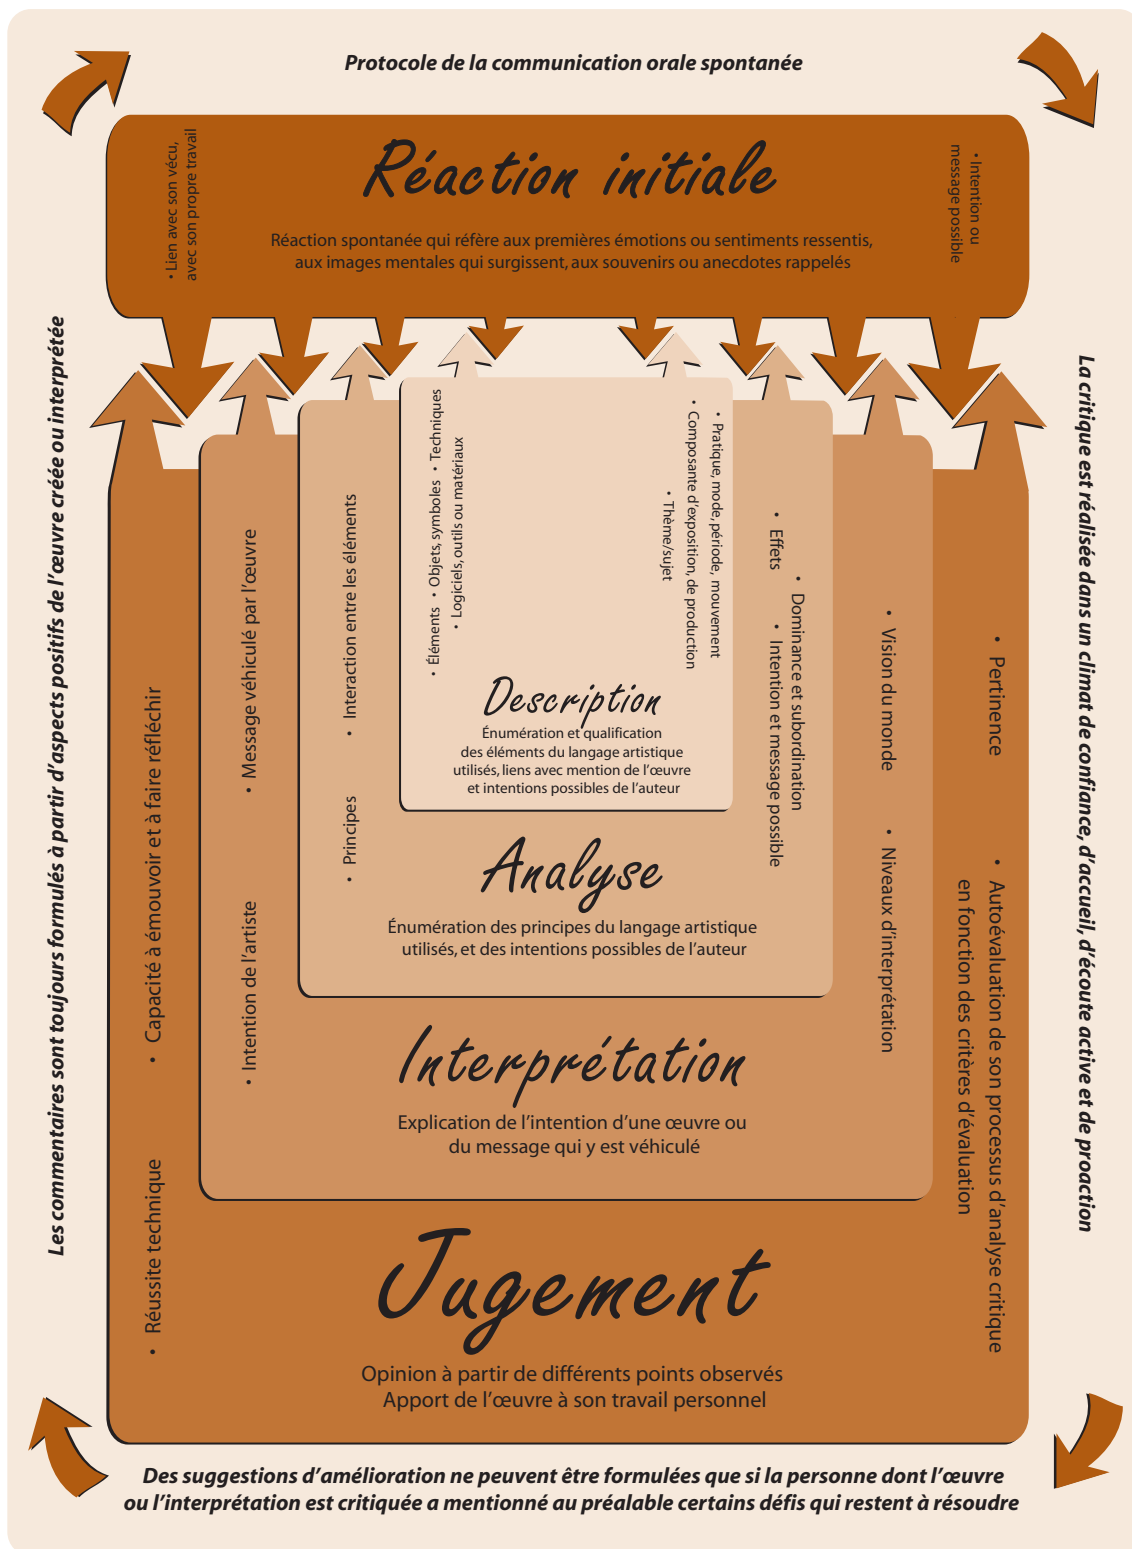 Protocole de la communication orale spontanée
Réaction initiale
• Lien avec son vécu,
avec son propre travail
• Intention ou
message possible
Réaction spontanée qui réfère aux premières émotions ou sentiments ressentis,
aux images mentales qui surgissent, aux souvenirs ou anecdotes rappelés
Les commentaires sont toujours formulés à partir d'aspects positifs de l'œuvre créée ou interprétée
La critique est réalisée dans un climat de confiance, d'accueil, d'écoute active et de proaction
• Éléments • Objets, symboles • Techniques
• Logiciels, outils ou matériaux
• Pratique, mode, période, mouvement
• Composante d'exposition, de production
• Thème/sujet
Description
Énumération et qualification
des éléments du langage artistique
utilisés, liens avec mention de l'œuvre
et intentions possibles de l'auteur
• Principes • Interaction entre les éléments
• Dominance et subordination
• Effets • Intention et message possible
Analyse
Énumération des principes du langage artistique
utilisés, et des intentions possibles de l'auteur
• Intention de l'artiste • Message véhiculé par l'œuvre
• Vision du monde • Niveaux d'interprétation
Interprétation
Explication de l'intention d'une œuvre ou
du message qui y est véhiculé
• Réussite technique • Capacité à émouvoir et à faire réfléchir
• Pertinence • Autoévaluation de son processus d'analyse critique
en fonction des critères d'évaluation
Jugement
Opinion à partir de différents points observés
Apport de l'œuvre à son travail personnel
Des suggestions d'amélioration ne peuvent être formulées que si la personne dont l'œuvre
ou l'interprétation est critiquée a mentionné au préalable certains défis qui restent à résoudre